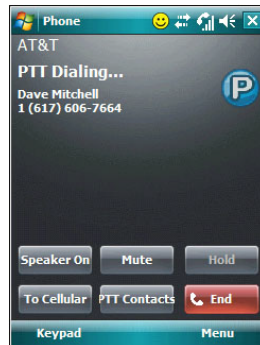 Phone
AT&T
PTT Dialing...
Dave Mitchell
1 (617) 606-7664
P
Speaker On Mute Hold
To Cellular PTT Contacts End
Keypad Menu